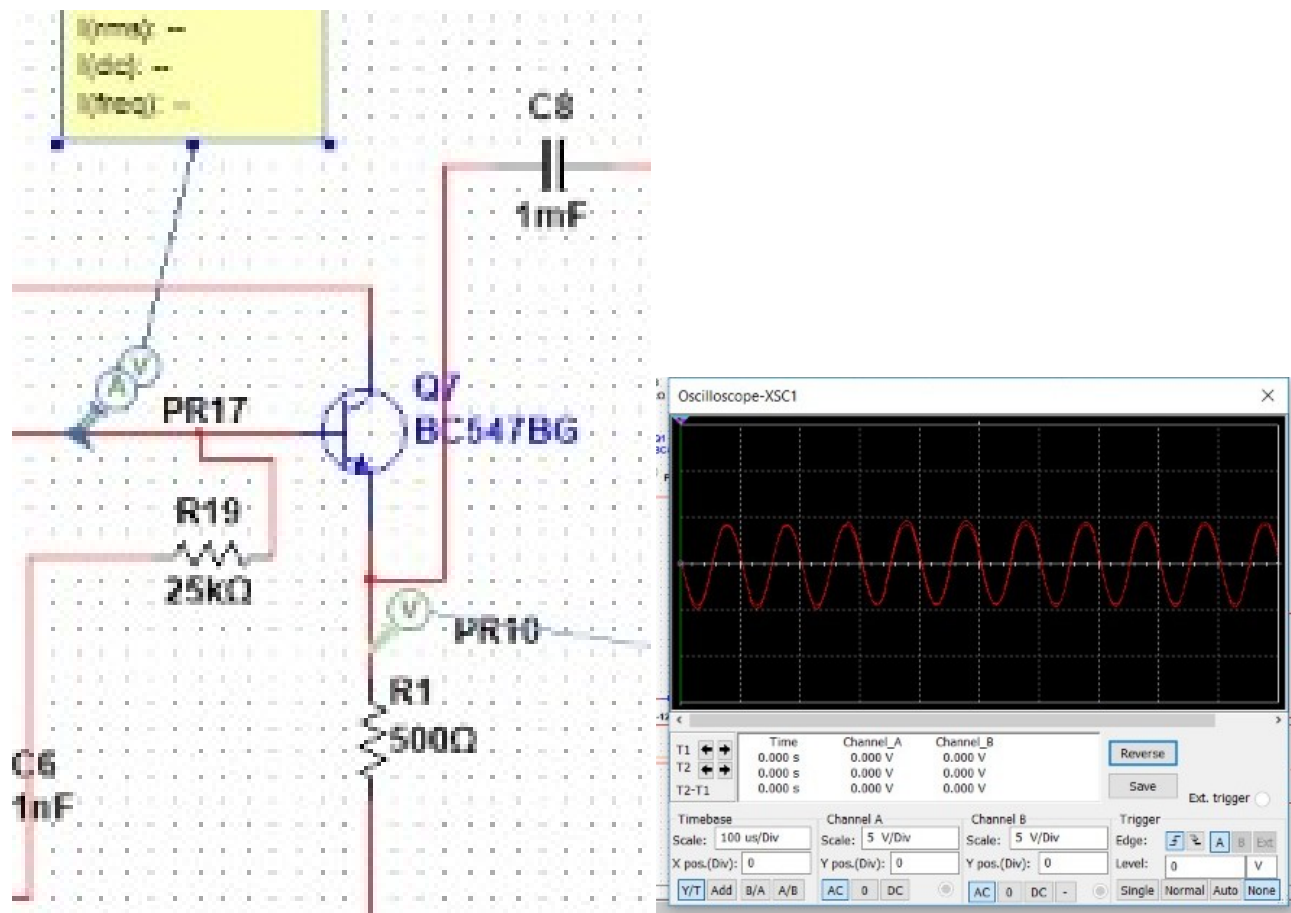 I(rms): --
I(dc): --
I(freq): --
C8
1mF
A
V
PR17
Q7
BC547BG
R19
25kΩ
V
PR10
R1
500Ω
C6
1nF
Oscilloscope-XSC1
T1
T2
T2-T1
Time Channel_A Channel_B
0.000 s 0.000 V 0.000 V
0.000 s 0.000 V 0.000 V
0.000 s 0.000 V 0.000 V
Reverse
Save
Ext. trigger
Timebase
Scale: 100 us/Div
X pos.(Div): 0
Y/T Add B/A A/B
Channel A
Scale: 5 V/Div
Y pos.(Div): 0
AC 0 DC
Channel B
Scale: 5 V/Div
Y pos.(Div): 0
AC 0 DC -
Trigger
Edge: A B Ext
Level: 0 V
Single Normal Auto None